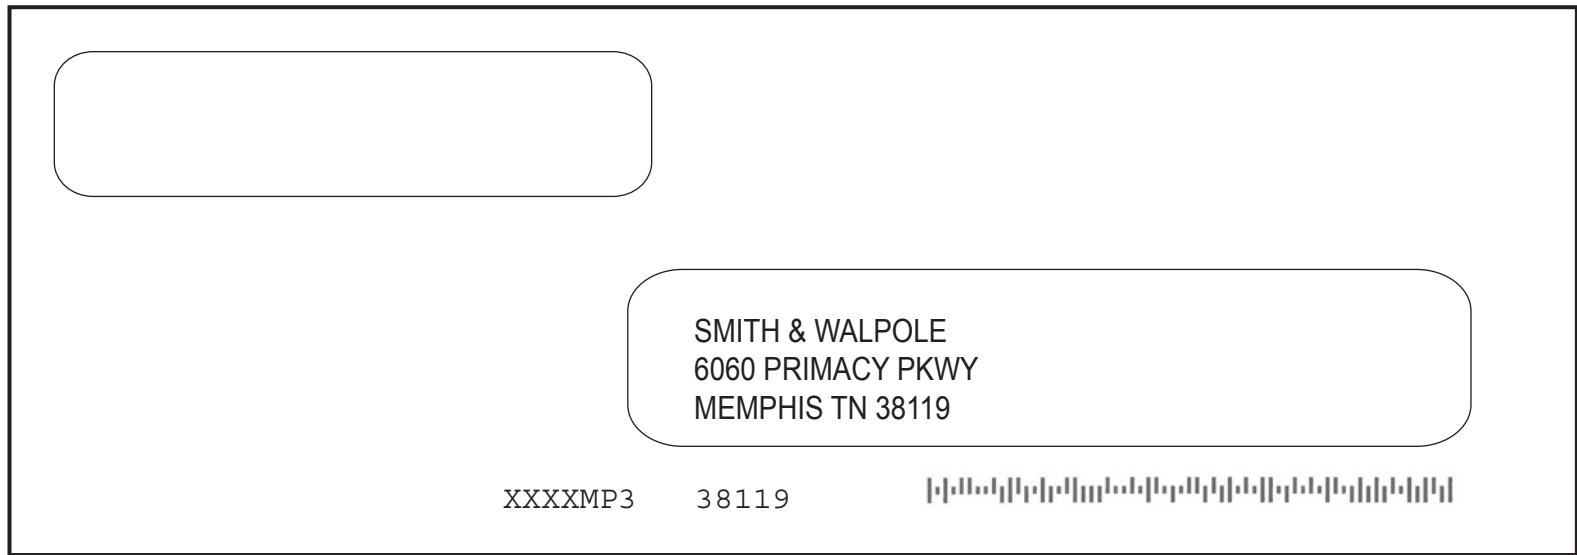 SMITH & WALPOLE
6060 PRIMACY PKWY
MEMPHIS TN 38119
XXXXMP3 38119